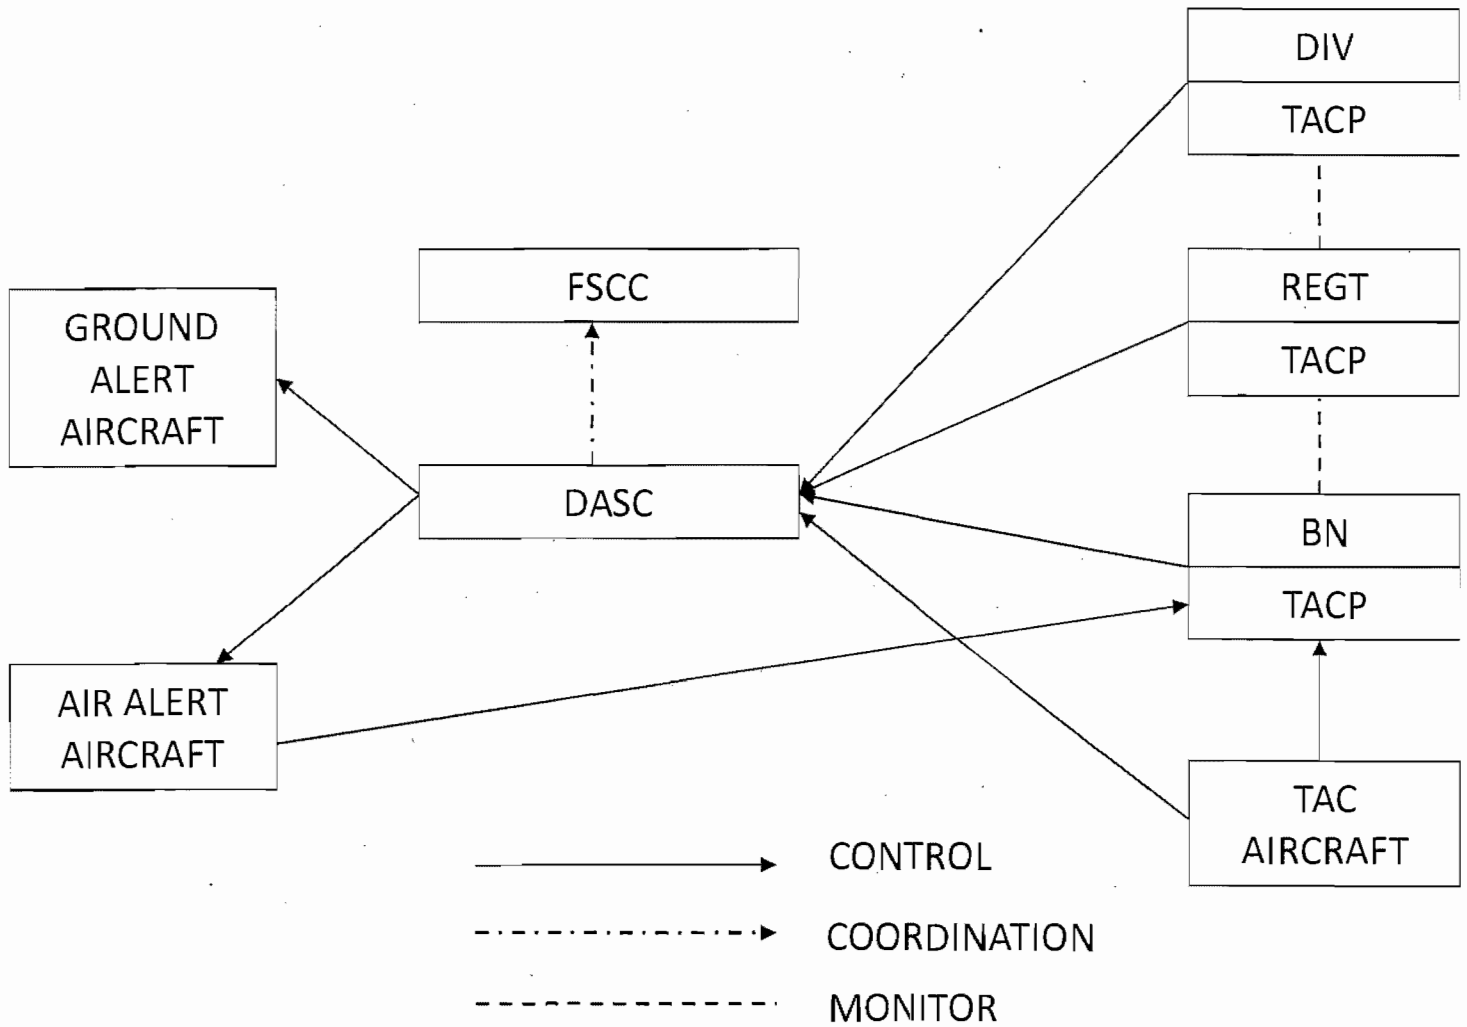 DIV
TACP
FSCC
REGT
TACP
GROUND
ALERT
AIRCRAFT
DASC
BN
TACP
AIR ALERT
AIRCRAFT
TAC
AIRCRAFT
CONTROL
COORDINATION
MONITOR